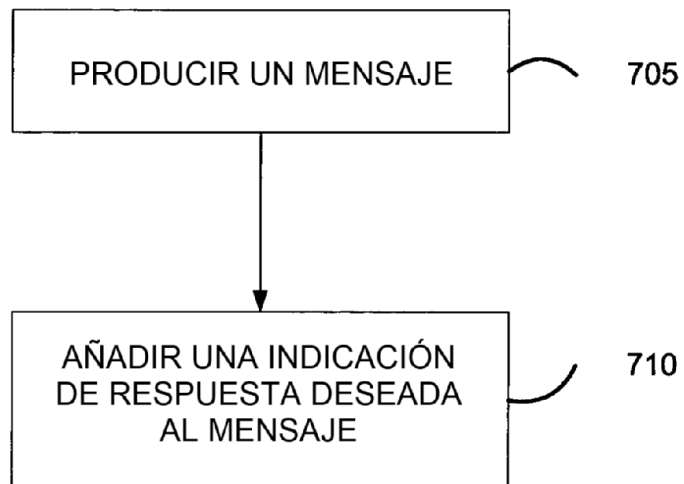 PRODUCIR UN MENSAJE
705
AÑADIR UNA INDICACIÓN
DE RESPUESTA DESEADA
AL MENSAJE
710